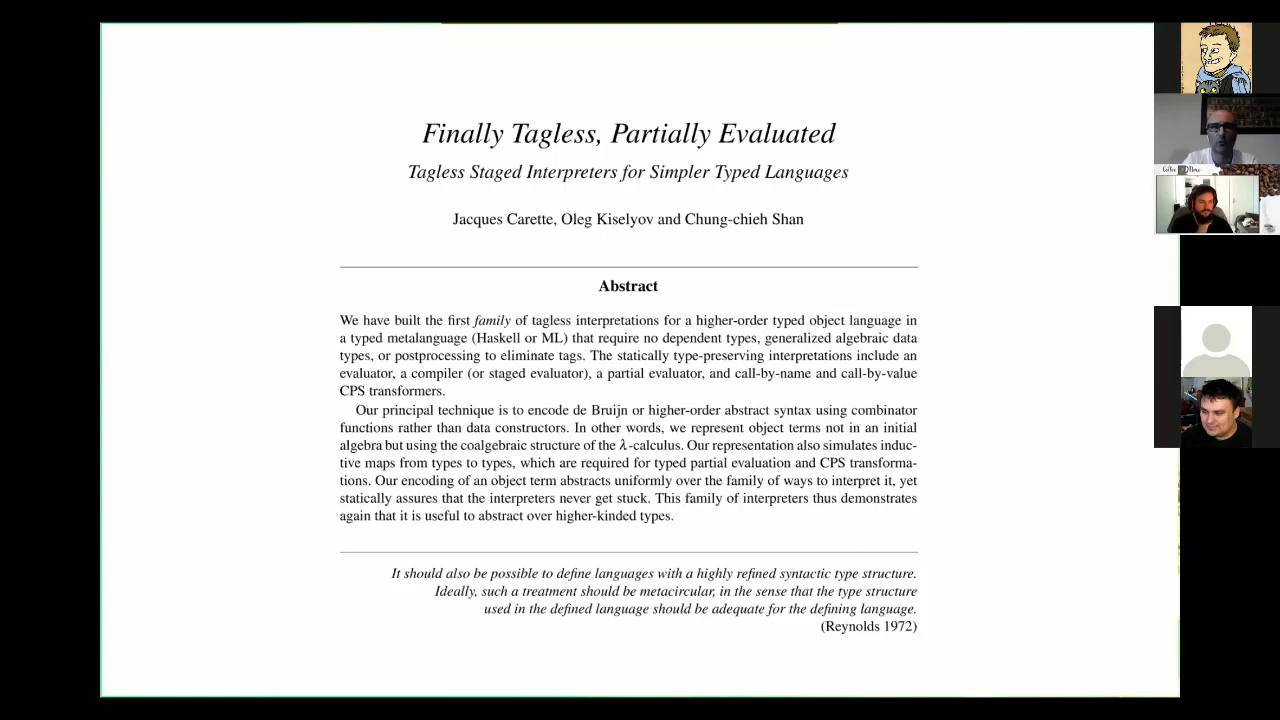 Finally Tagless, Partially Evaluated
Tagless Staged Interpreters for Simpler Typed Languages
Jacques Carette, Oleg Kiselyov and Chung-chieh Shan
Abstract
We have built the first family of tagless interpretations for a higher-order typed object language in
a typed metalanguage (Haskell or ML) that require no dependent types, generalized algebraic data
types, or postprocessing to eliminate tags. The statically type-preserving interpretations include an
evaluator, a compiler (or staged evaluator), a partial evaluator, and call-by-name and call-by-value
CPS transformers.
Our principal technique is to encode de Bruijn or higher-order abstract syntax using combinator
functions rather than data constructors. In other words, we represent object terms not in an initial
algebra but using the coalgebraic structure of the λ-calculus. Our representation also simulates induc-
tive maps from types to types, which are required for typed partial evaluation and CPS transforma-
tions. Our encoding of an object term abstracts uniformly over the family of ways to interpret it, yet
statically assures that the interpreters never get stuck. This family of interpreters thus demonstrates
again that it is useful to abstract over higher-kinded types.
It should also be possible to define languages with a highly refined syntactic type structure.
Ideally, such a treatment should be metacircular, in the sense that the type structure
used in the defined language should be adequate for the defining language.
(Reynolds 1972)